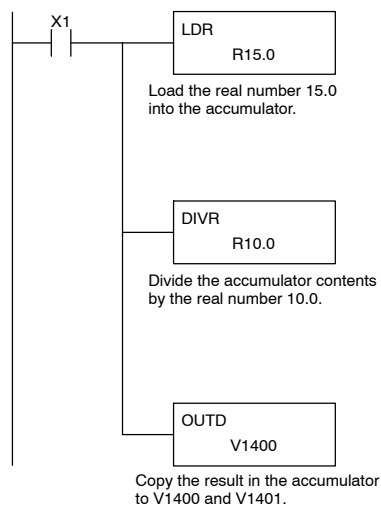 X1
LDR
R15.0
Load the real number 15.0
into the accumulator.
DIVR
R10.0
Divide the accumulator contents
by the real number 10.0.
OUTD
V1400
Copy the result in the accumulator
to V1400 and V1401.